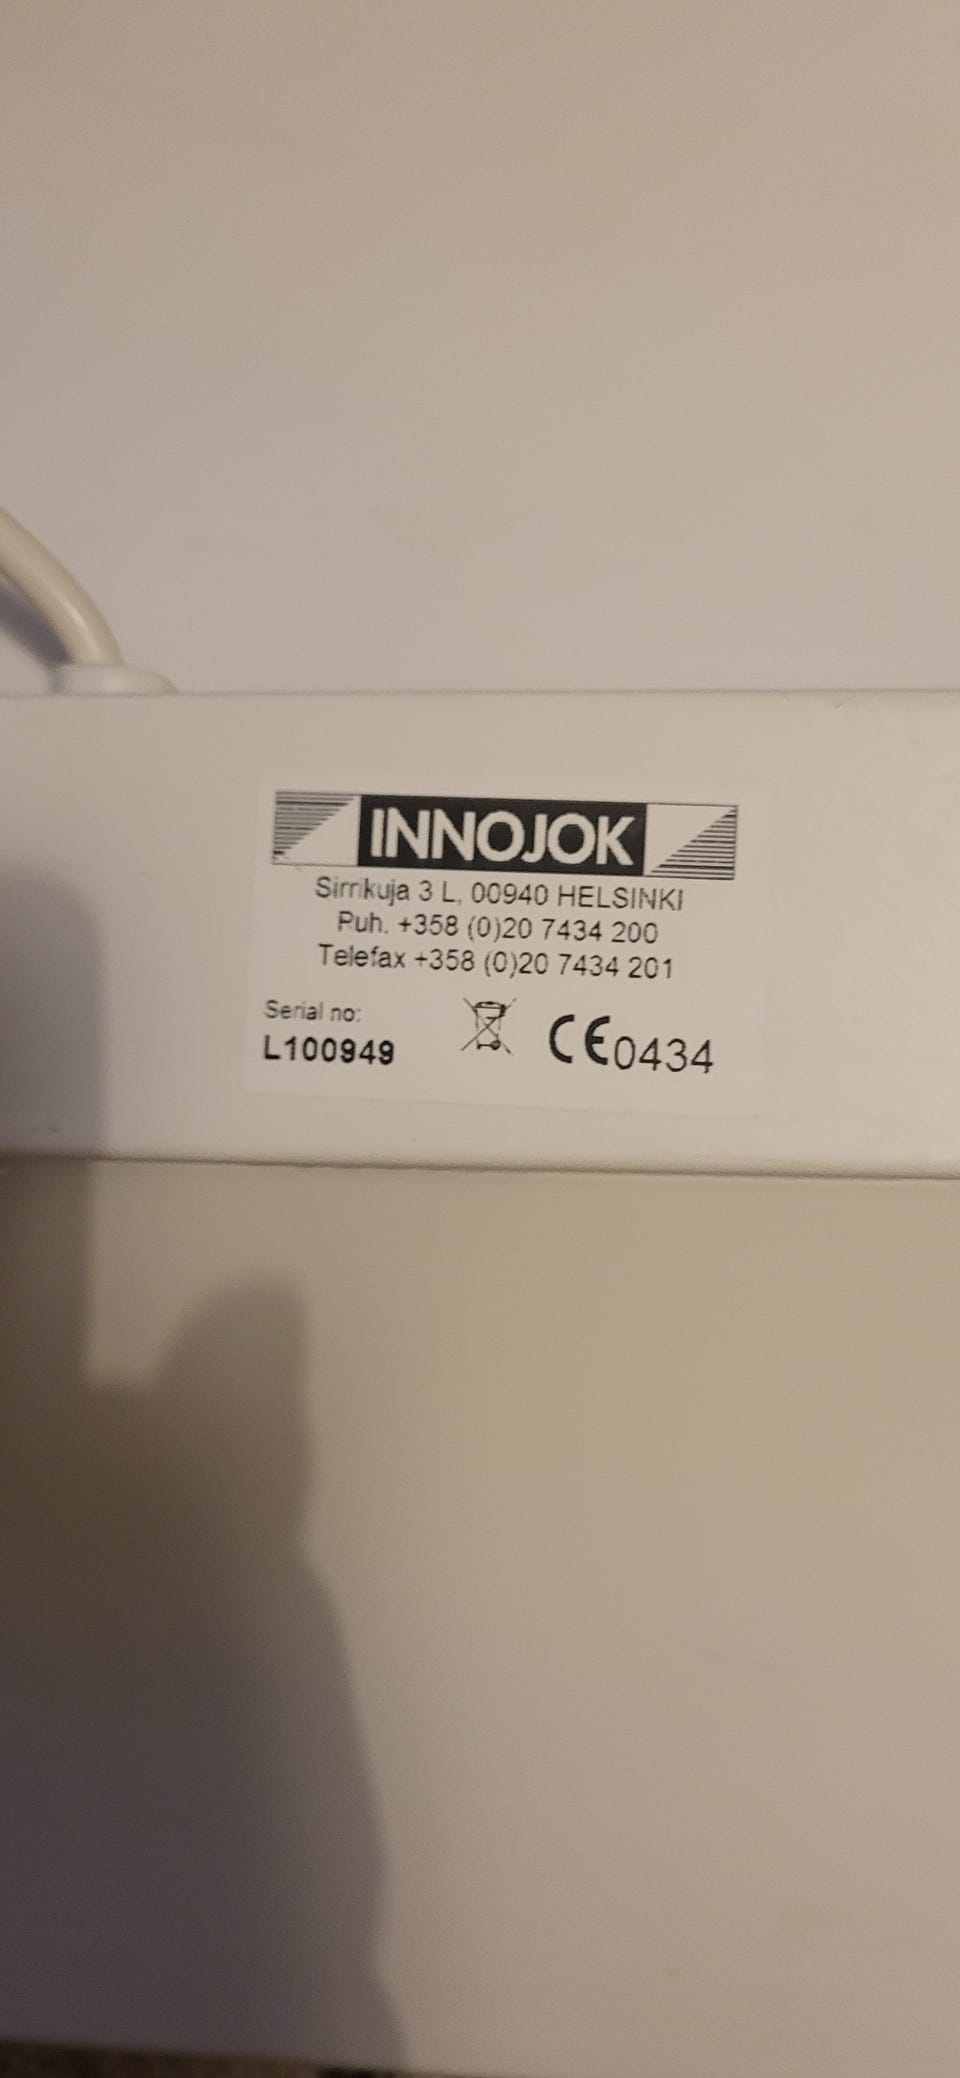 INNOJOK
Sirrikuja 3 L, 00940 HELSINKI
Puh. +358 (0)20 7434 200
Telefax +358 (0)20 7434 201
Serial no:
L100949
CE0434